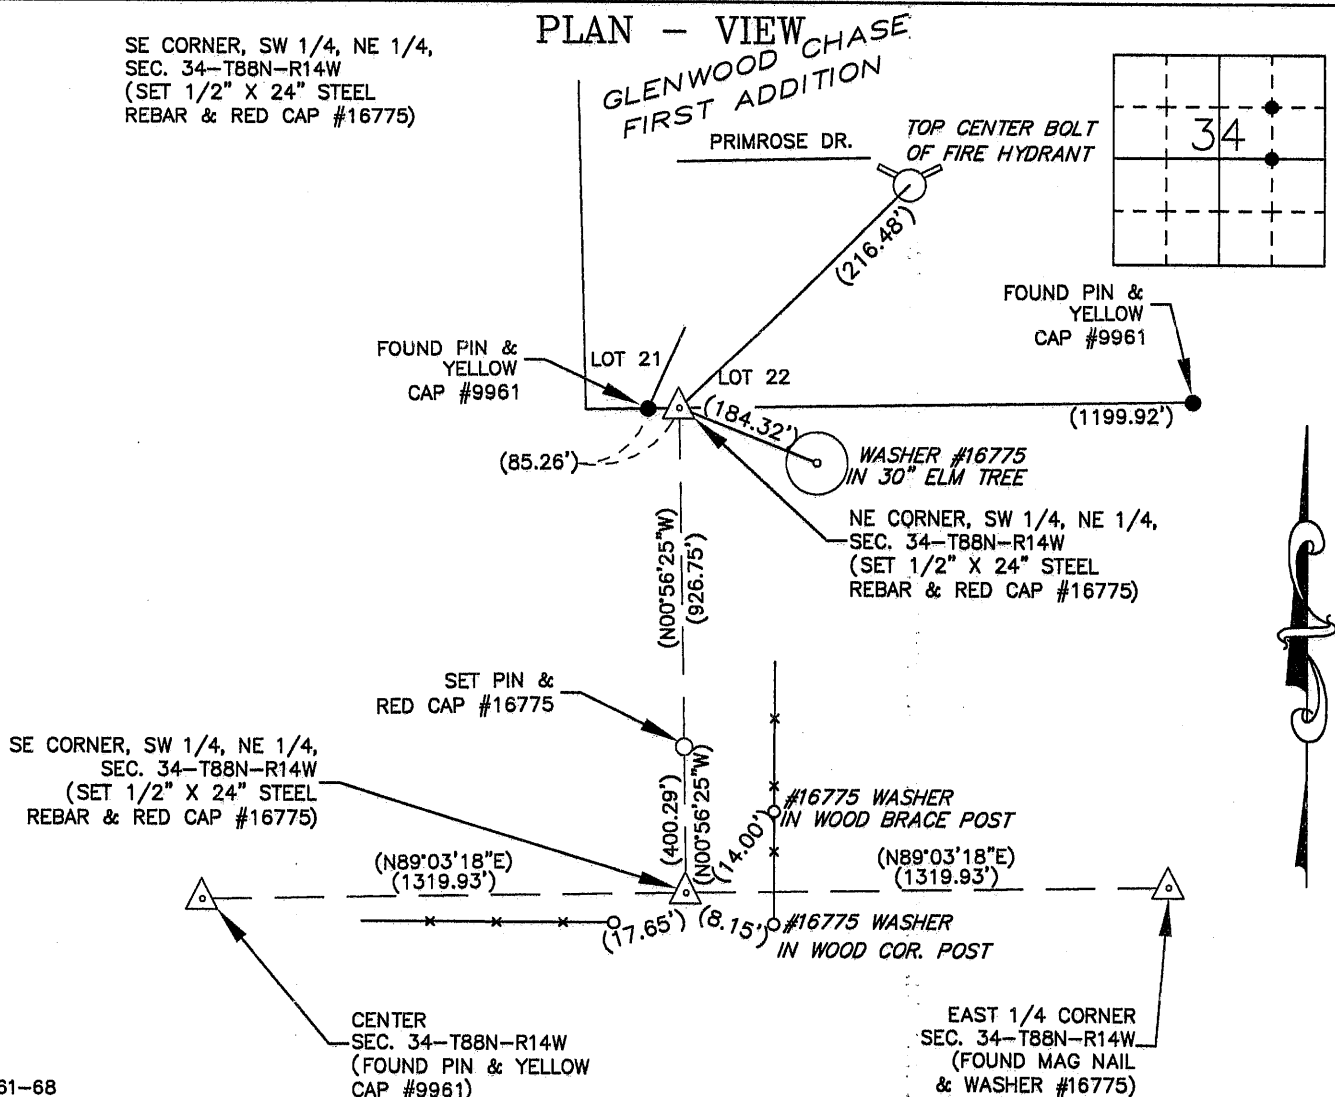 PLAN - VIEW
SE CORNER, SW 1/4, NE 1/4,
SEC. 34-T88N-R14W
(SET 1/2" X 24" STEEL
REBAR & RED CAP #16775)
GLENWOOD CHASE
FIRST ADDITION
PRIMROSE DR.
TOP CENTER BOLT
OF FIRE HYDRANT
34
(216.48')
FOUND PIN &
YELLOW
CAP #9961
FOUND PIN &
YELLOW
CAP #9961
LOT 21
LOT 22
(184.32')
(1199.92')
(85.26')
WASHER #16775
IN 30" ELM TREE
NE CORNER, SW 1/4, NE 1/4,
SEC. 34-T88N-R14W
(SET 1/2" X 24" STEEL
REBAR & RED CAP #16775)
(N00°56'25"W)
(926.75')
SET PIN &
RED CAP #16775
SE CORNER, SW 1/4, NE 1/4,
SEC. 34-T88N-R14W
(SET 1/2" X 24" STEEL
REBAR & RED CAP #16775)
(400.29')
(N00°56'25"W)
(14.00')
#16775 WASHER
IN WOOD BRACE POST
(N89°03'18"E)
(1319.93')
(N89°03'18"E)
(1319.93')
(17.65')
(8.15')
#16775 WASHER
IN WOOD COR. POST
CENTER
SEC. 34-T88N-R14W
(FOUND PIN & YELLOW
CAP #9961)
EAST 1/4 CORNER
SEC. 34-T88N-R14W
(FOUND MAG NAIL
& WASHER #16775)
61-68